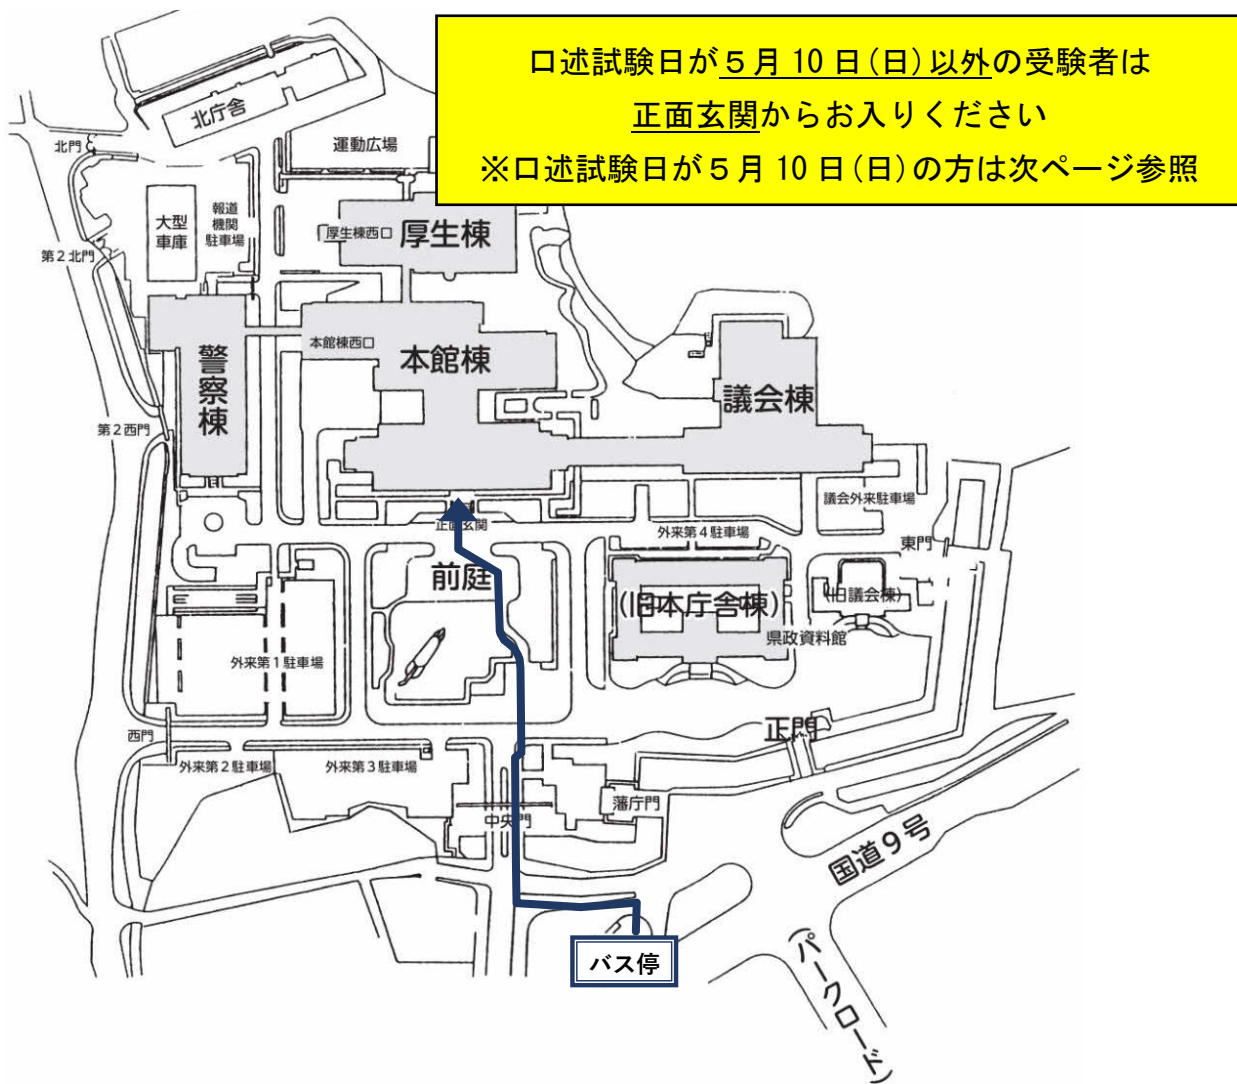 口述試験日が５月 10 日(日)以外の受験者は
正面玄関からお入りください
※口述試験日が５月 10 日(日)の方は次ページ参照
北庁舎
北門
運動広場
大型
車庫
報道
機関
駐車場
厚生棟西口
厚生棟
第２北門
本館棟西口
本館棟
警察棟
議会棟
第２西門
議会外来駐車場
正面玄関
外来第４駐車場
東門
前庭
(旧本庁舎棟)
(旧議会棟)
県政資料館
外来第１駐車場
正門
西門
外来第２駐車場
外来第３駐車場
藩庁門
中央門
国道９号
バス停
(パークロード)